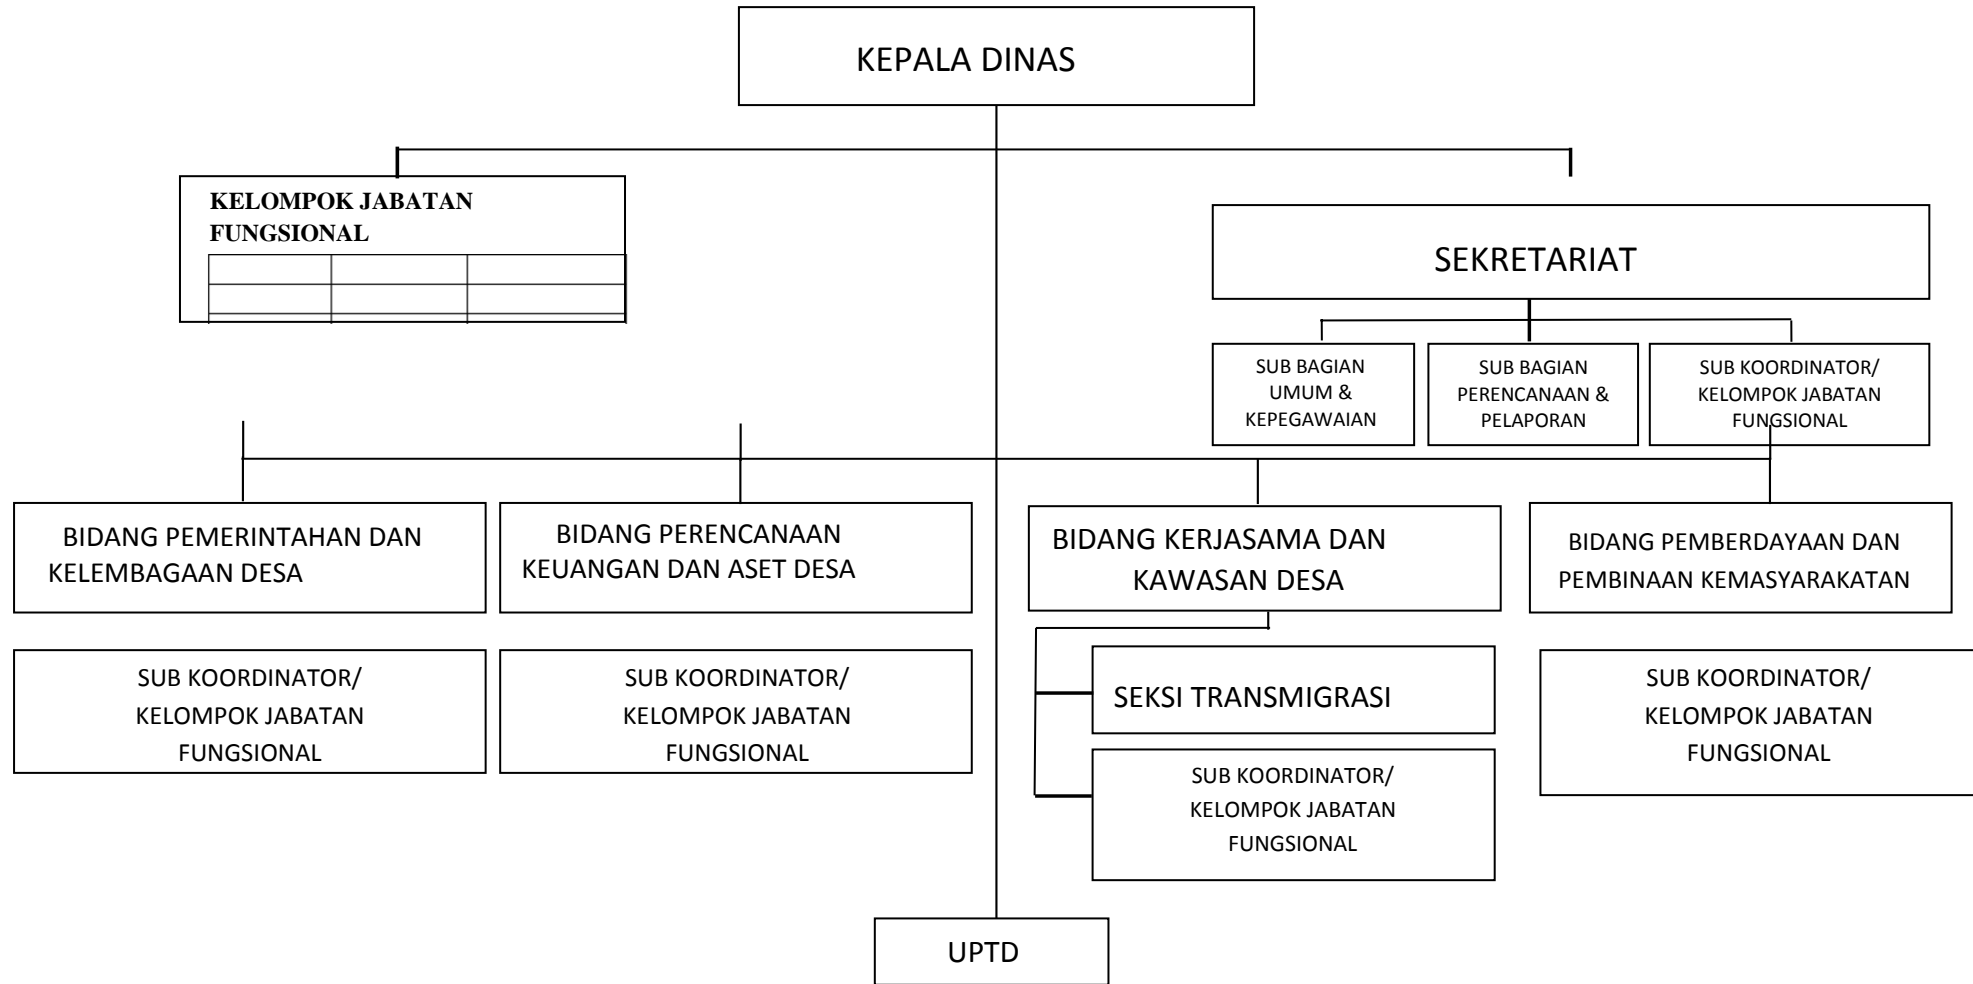 KEPALA DINAS
KELOMPOK JABATAN
FUNGSIONAL
SEKRETARIAT
SUB BAGIAN
UMUM &
KEPEGAWAIAN
SUB BAGIAN
PERENCANAAN &
PELAPORAN
SUB KOORDINATOR/
KELOMPOK JABATAN
FUNGSIONAL
BIDANG PEMERINTAHAN DAN
KELEMBAGAAN DESA
BIDANG PERENCANAAN
KEUANGAN DAN ASET DESA
BIDANG KERJASAMA DAN
KAWASAN DESA
BIDANG PEMBERDAYAAN DAN
PEMBINAAN KEMASYARAKATAN
SUB KOORDINATOR/
KELOMPOK JABATAN
FUNGSIONAL
SUB KOORDINATOR/
KELOMPOK JABATAN
FUNGSIONAL
SEKSI TRANSMIGRASI
SUB KOORDINATOR/
KELOMPOK JABATAN
FUNGSIONAL
SUB KOORDINATOR/
KELOMPOK JABATAN
FUNGSIONAL
UPTD